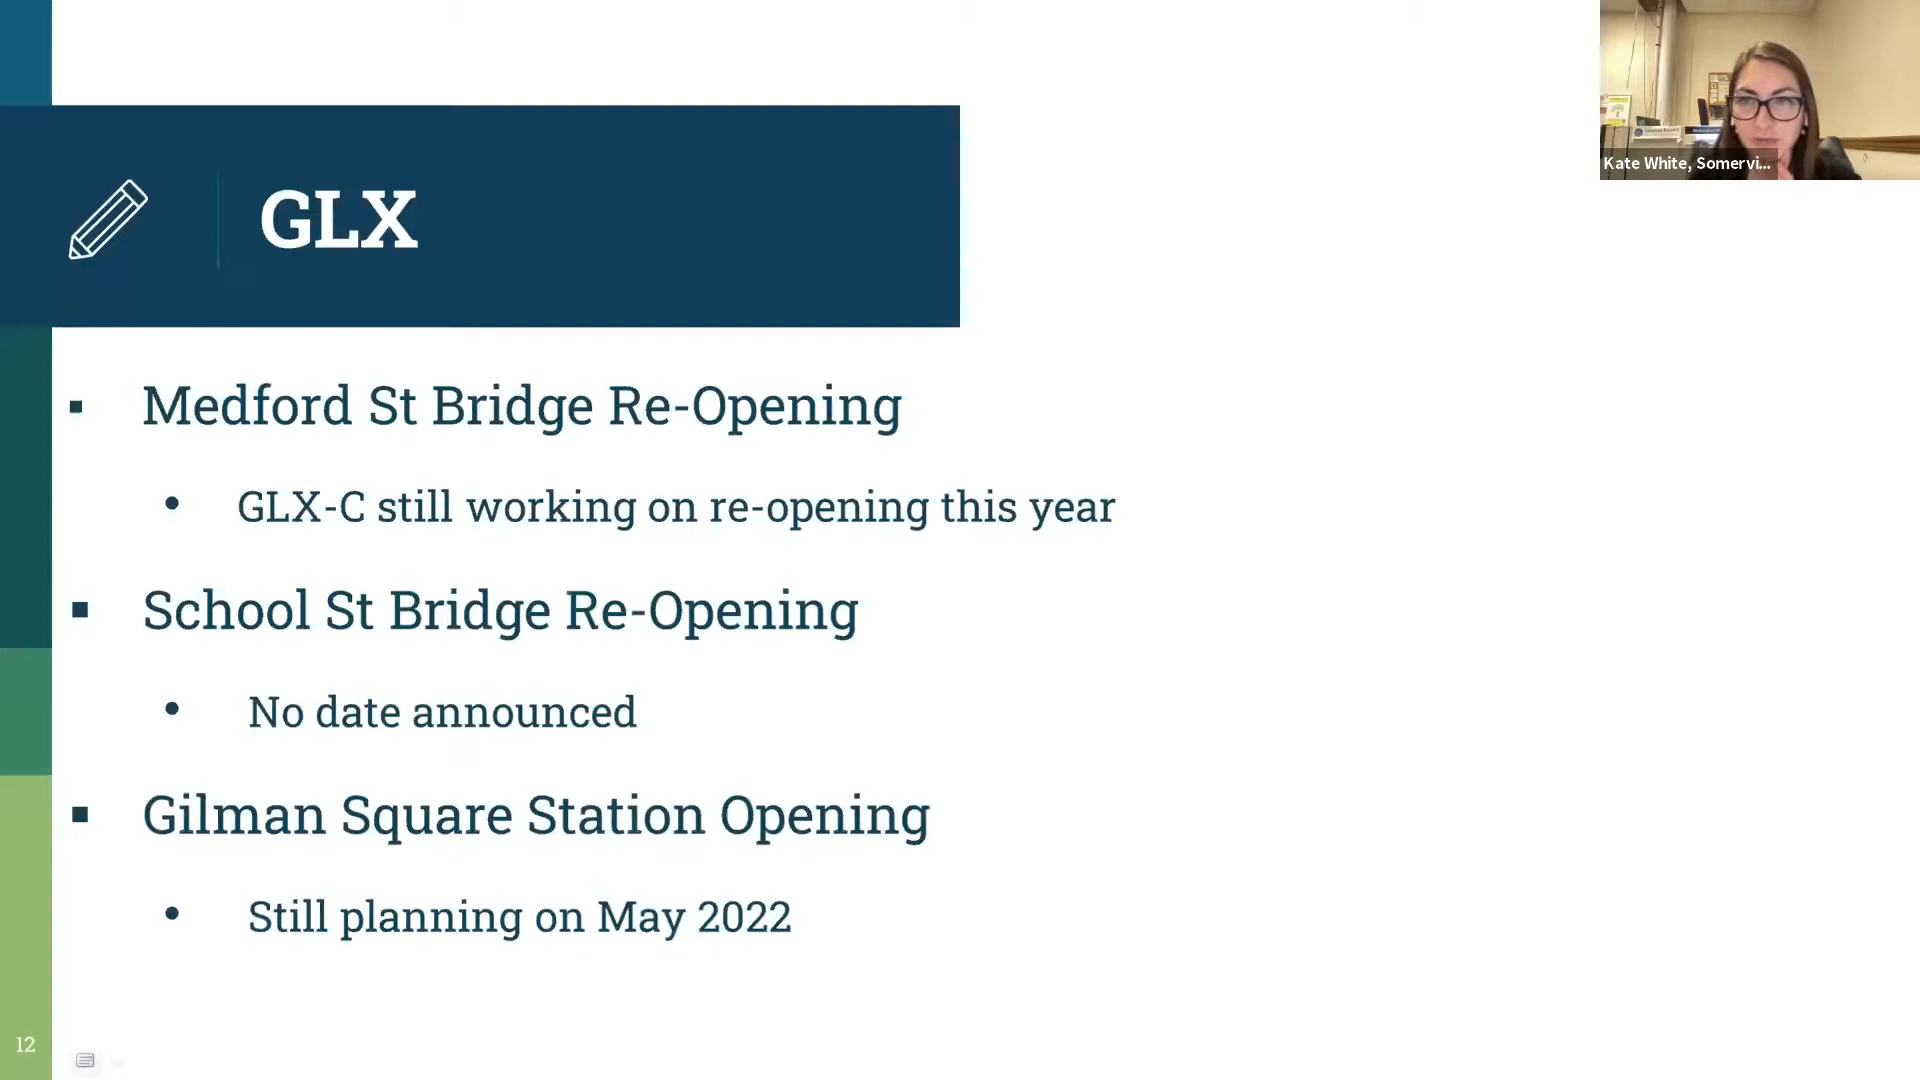 GLX
Kate White, Somervi...
▪ Medford St Bridge Re-Opening
• GLX-C still working on re-opening this year
▪ School St Bridge Re-Opening
• No date announced
▪ Gilman Square Station Opening
• Still planning on May 2022
12